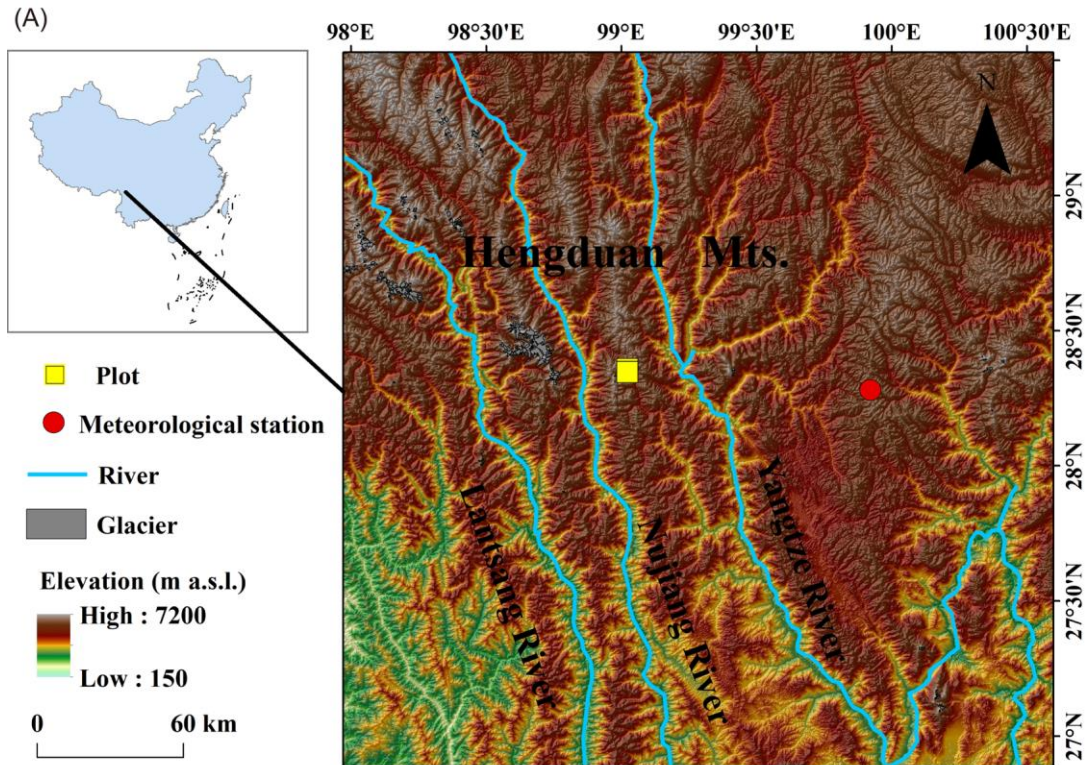 (A)
98°E
98°30'E
99°E
99°30'E
100°E
100°30'E
N
29°N
28°30'N
28°N
27°30'N
27°N
Hengduan Mts.
Lantsang River
Nujiang River
Yangtze River
Plot
Meteorological station
River
Glacier
Elevation (m a.s.l.)
High : 7200
Low : 150
0 60 km